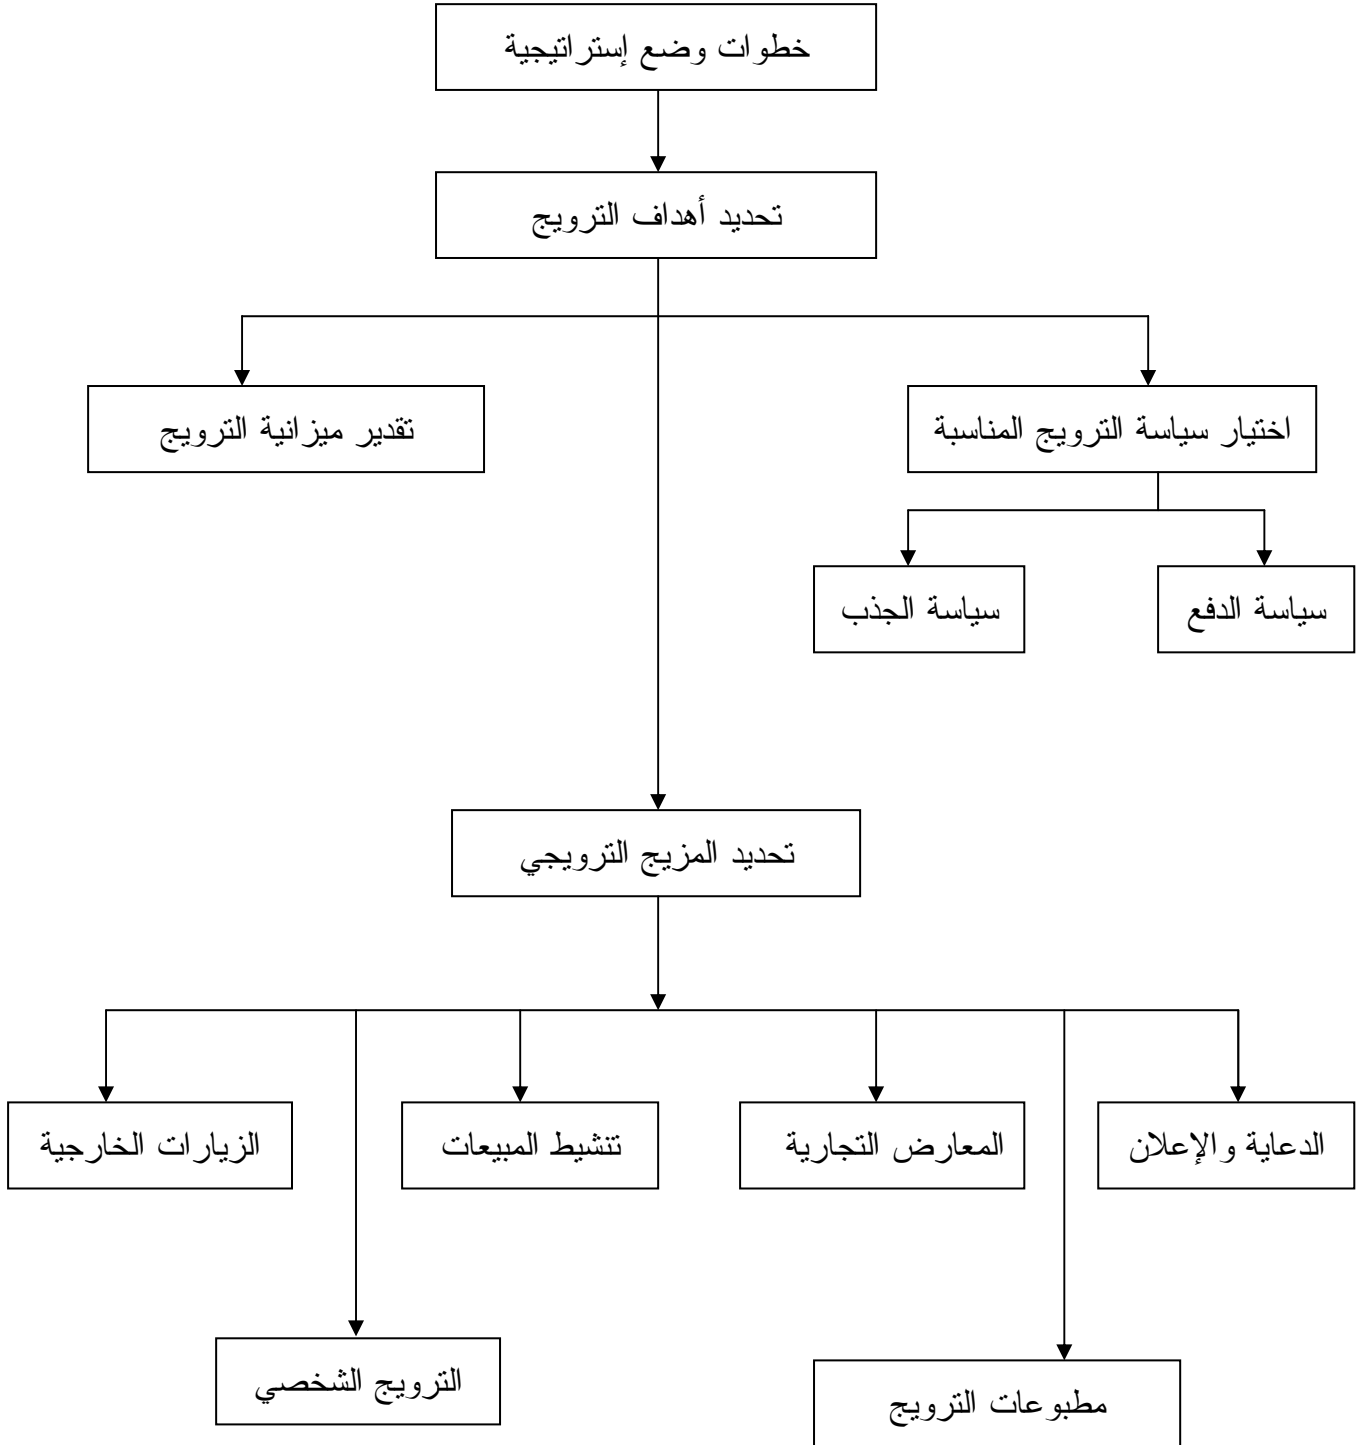 خطوات وضع إستراتيجية
تحديد أهداف الترويج
اختيار سياسة الترويج المناسبة
تقدير ميزانية الترويج
سياسة الدفع
سياسة الجذب
تحديد المزيج الترويجي
الدعاية والإعلان
المعارض التجارية
تنشيط المبيعات
الزيارات الخارجية
مطبوعات الترويج
الترويج الشخصي